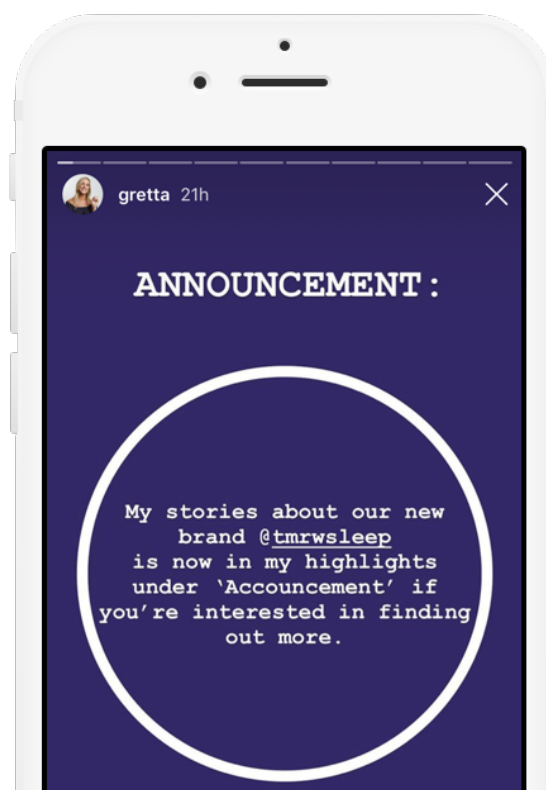 gretta 21h
ANNOUNCEMENT:
My stories about our new
brand @tmrwsleep
is now in my highlights
under ‘Accouncement’ if
you’re interested in finding
out more.